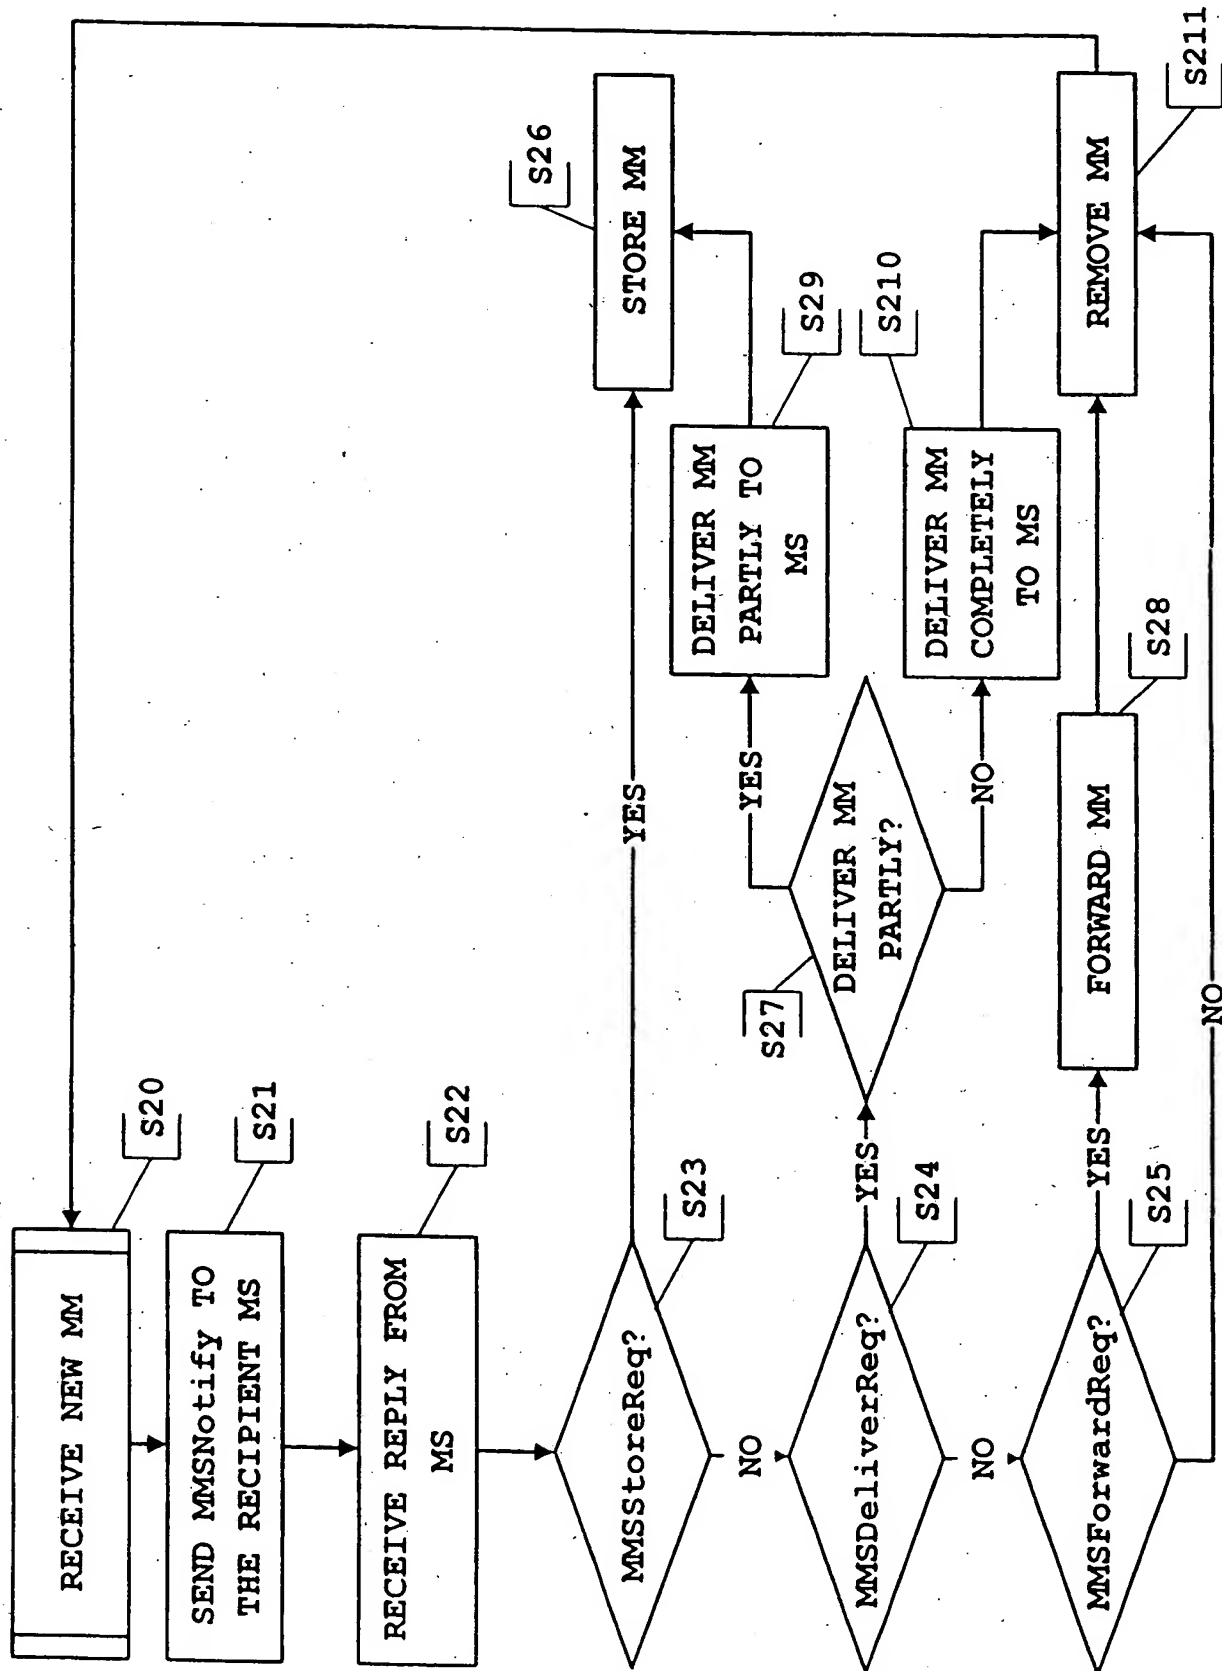 RECEIVE NEW MM
S20
SEND MMSNotify TO
THE RECIPIENT MS
S21
RECEIVE REPLY FROM
MS
S22
MMSStoreReq?
S23
YES
STORE MM
S26
NO
MMSDeliverReq?
S24
YES
DELIVER MM
PARTLY?
S27
YES
DELIVER MM
PARTLY TO
MS
S29
NO
DELIVER MM
COMPLETELY
TO MS
S210
NO
MMSForwardReq?
S25
YES
FORWARD MM
S28
REMOVE MM
S211
NO